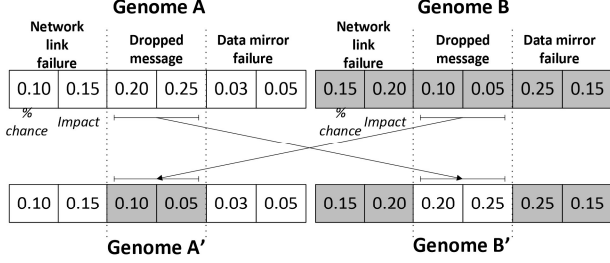 Genome A Genome B
Network link failure Dropped message Data mirror failure Network link failure Dropped message Data mirror failure
0.10 0.15 0.20 0.25 0.03 0.05 0.15 0.20 0.10 0.05 0.25 0.15
% chance Impact % chance Impact
0.10 0.15 0.10 0.05 0.03 0.05 0.15 0.20 0.20 0.25 0.25 0.15
Genome A’ Genome B’